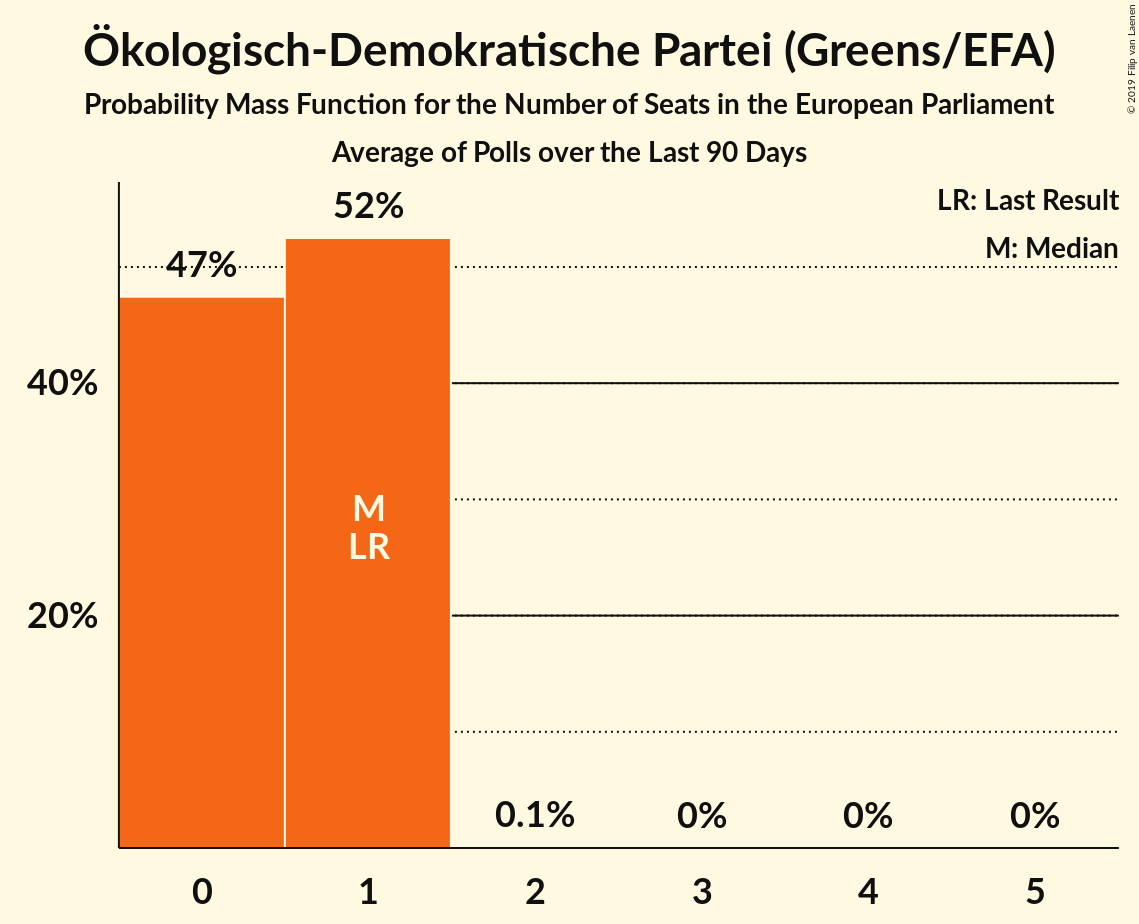 Ökologisch-Demokratische Partei (Greens/EFA)
Probability Mass Function for the Number of Seats in the European Parliament
Average of Polls over the Last 90 Days
© 2019 Filip van Laenen
LR: Last Result
M: Median
52%
47%
40%
20%
M
LR
0.1%
0%
0%
0%
0
1
2
3
4
5